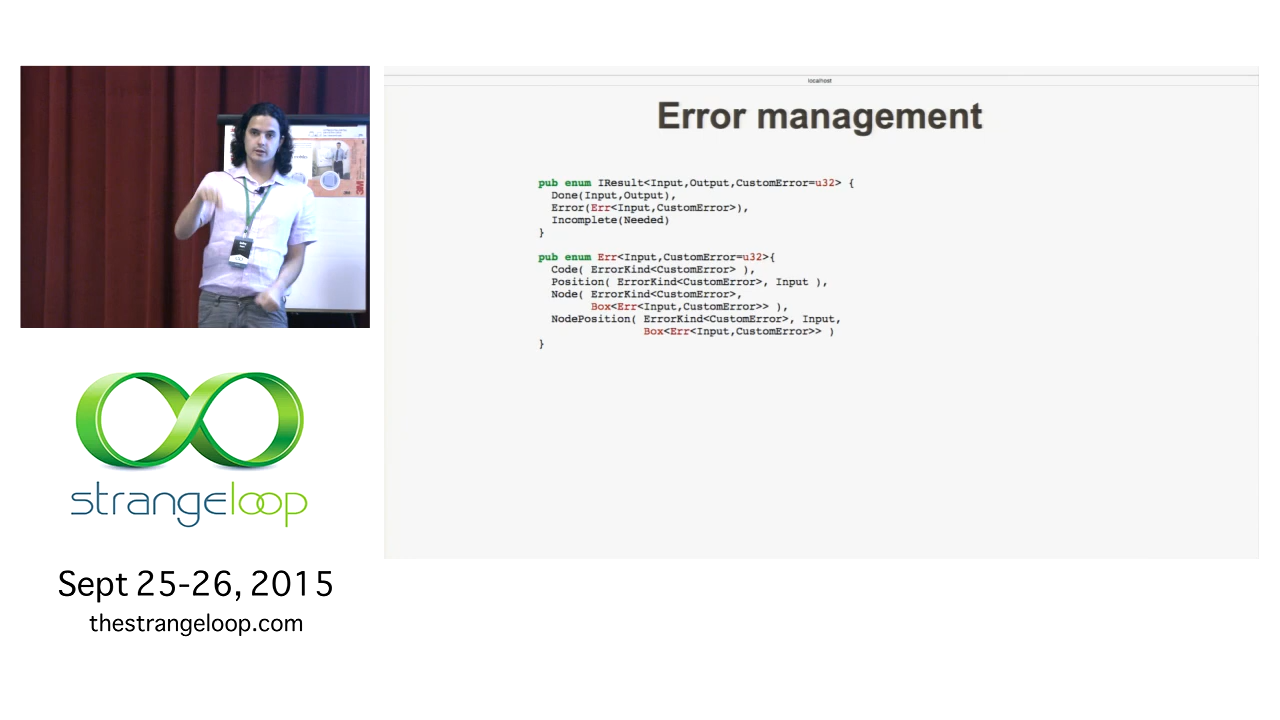 localhost
Error management
pub enum IResult<Input,Output,CustomError=u32> {
Done(Input,Output),
Error(Err<Input,CustomError>),
Incomplete(Needed)
}
pub enum Err<Input,CustomError=u32>{
Code( ErrorKind<CustomError> ),
Position( ErrorKind<CustomError>, Input ),
Node( ErrorKind<CustomError>,
Box<Err<Input,CustomError>> ),
NodePosition( ErrorKind<CustomError>, Input,
Box<Err<Input,CustomError>> )
}
3M
strangeloop
Sept 25-26, 2015
thestrangeloop.com